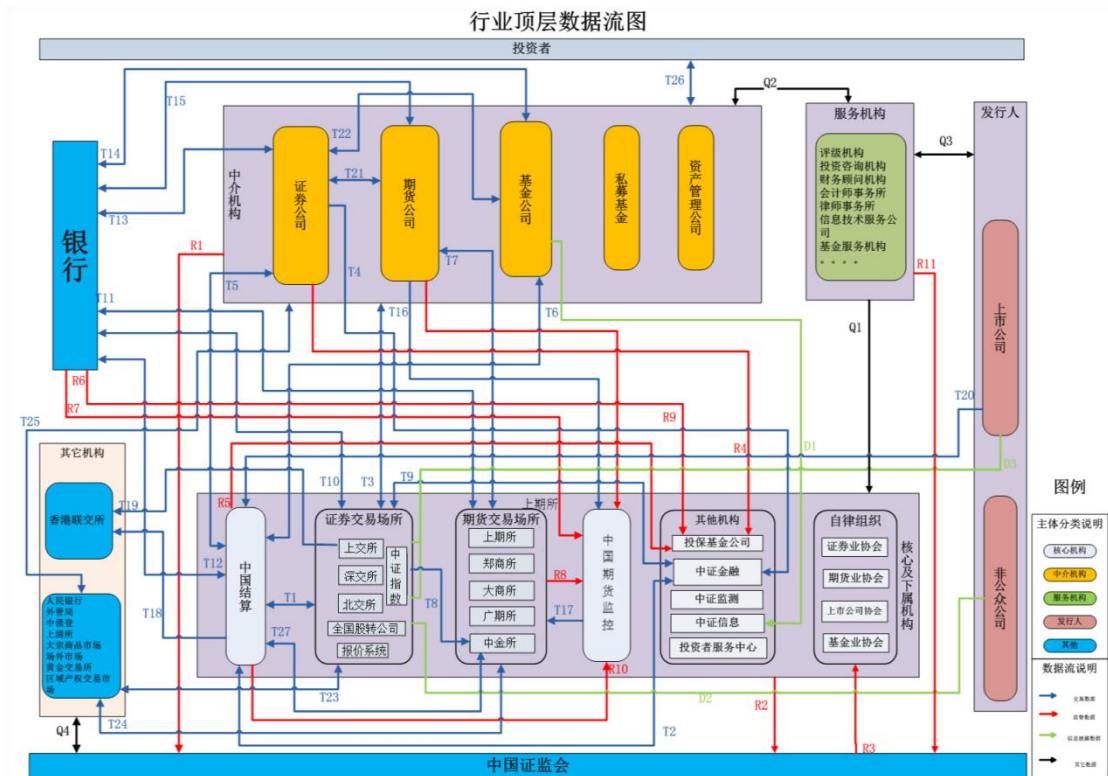 行业顶层数据流图
投资者
T26
Q2
T15
T14
T13
T22
T21
中介机构
证券公司
期货公司
基金公司
私募基金
资产管理公司
服务机构
评级机构
投资咨询机构
财务顾问机构
会计师事务所
律师事务所
信息技术服务公
司
基金服务机构
。。。。
Q3
发行人
上市公司
非公众公司
银行
R1
T5
T4
T7
T16
T6
R11
Q1
T11
R6
R7
T25
R9
R4
D1
T20
D3
其它机构
香港联交所
T19
R5
T10
T3
T9
上期所
T12
T18
人民银行
外管局
中债登
上清所
大宗商品市场
场外市场
黄金交易所
区域产权交易市
场
T24
Q4
中国结算
T1
T27
T23
证券交易场所
上交所
深交所
北交所
中证指数
全国股转公司
报价系统
T8
期货交易场所
上期所
郑商所
大商所
广期所
中金所
R8
T17
中国期货监控
R10
其他机构
投保基金公司
中证金融
中证监测
中证信息
投资者服务中心
自律组织
证券业协会
期货业协会
上市公司协会
基金业协会
核心及下属机构
T2
D2
R2
R3
中国证监会
图例
主体分类说明
核心机构
中介机构
服务机构
发行人
其他
数据流说明
交易数据
监管数据
信息披露数据
其它数据